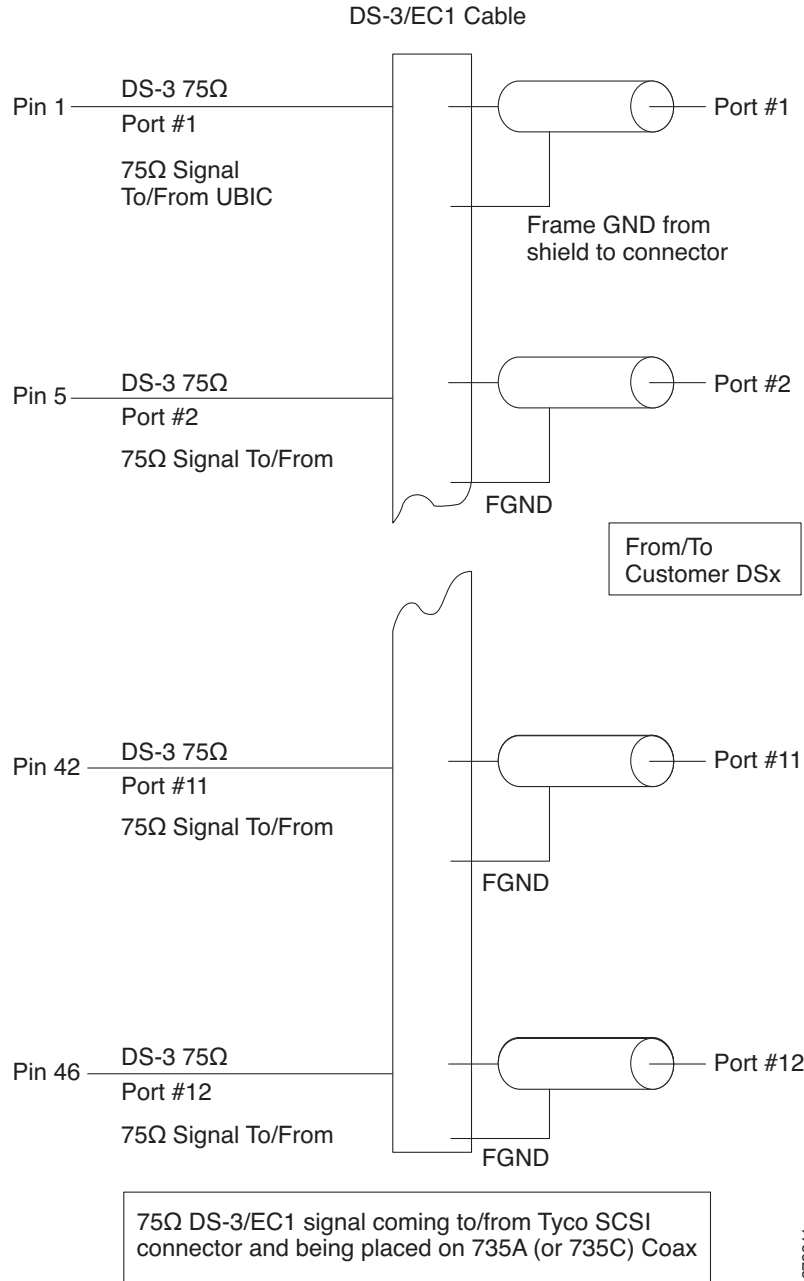 DS-3/EC1 Cable
Pin 1
DS-3 75Ω
Port #1
75Ω Signal
To/From UBIC
Port #1
Frame GND from
shield to connector
Pin 5
DS-3 75Ω
Port #2
75Ω Signal To/From
Port #2
FGND
From/To
Customer DSx
Pin 42
DS-3 75Ω
Port #11
75Ω Signal To/From
Port #11
FGND
Pin 46
DS-3 75Ω
Port #12
75Ω Signal To/From
Port #12
FGND
75Ω DS-3/EC1 signal coming to/from Tyco SCSI
connector and being placed on 735A (or 735C) Coax